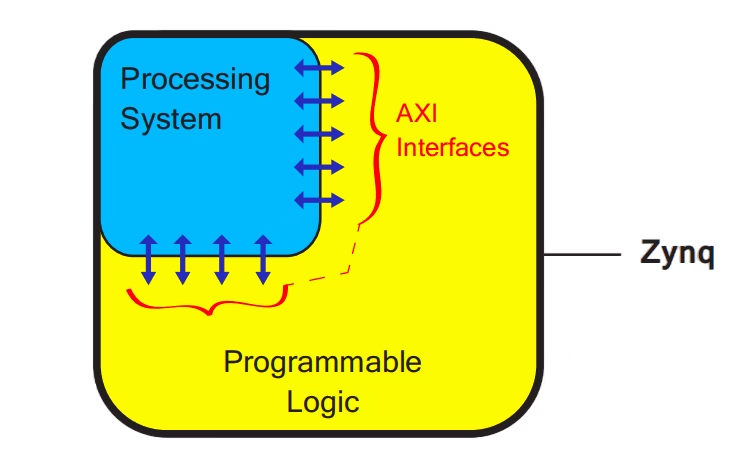 Processing
System
AXI
Interfaces
Zynq
Programmable
Logic